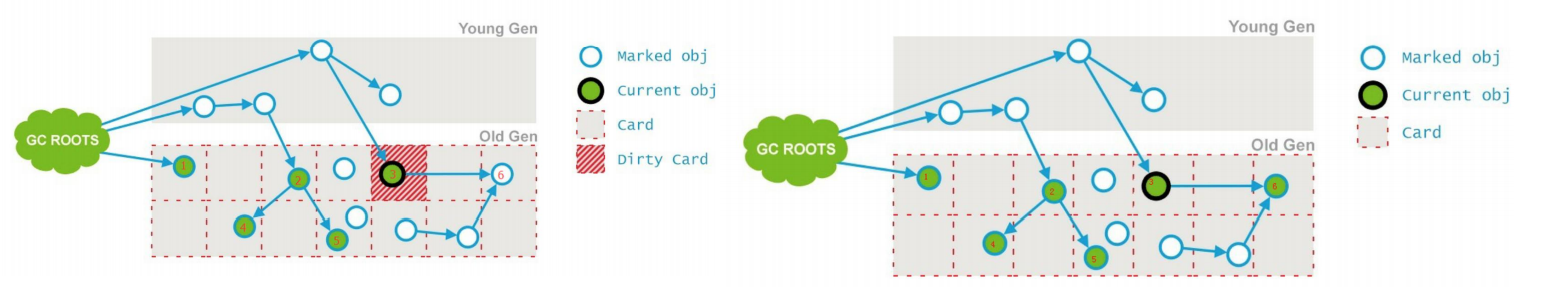 Young Gen
Marked obj
Current obj
Card
Dirty Card
GC ROOTS
Old Gen
1
2
3
6
4
5
Young Gen
Marked obj
Current obj
Card
GC ROOTS
Old Gen
1
2
3
6
4
5